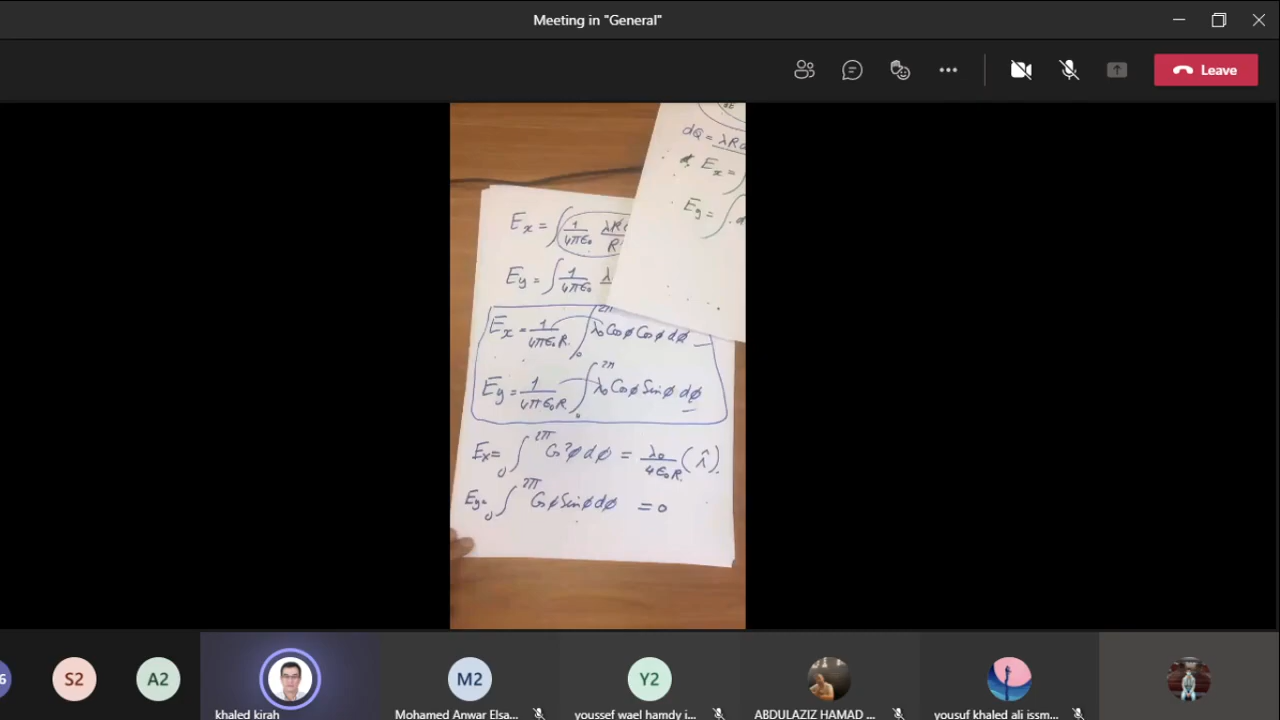 Meeting in "General"
Leave
dQ = λR
Ex = ∫
Ey = ∫
Ex = ∫ 1/4πε₀ λR
Ey = ∫ 1/4πε₀ λ
Ex = 1/4πε₀R ∫₀^2π λ₀ Cosφ Cosφ dφ
Ey = 1/4πε₀R ∫₀^2π λ₀ Cosφ Sinφ dφ
Ex = ∫₀^2π Cos²φ dφ = λ₀/4ε₀R (î).
Ey = ∫₀^2π Cosφ Sinφ dφ = 0
6
S2
A2
M2
Y2
khaled kirah
Mohamed Anwar Elsa...
youssef wael hamdy i...
ABDULAZIZ HAMAD ...
yousuf khaled ali issm...